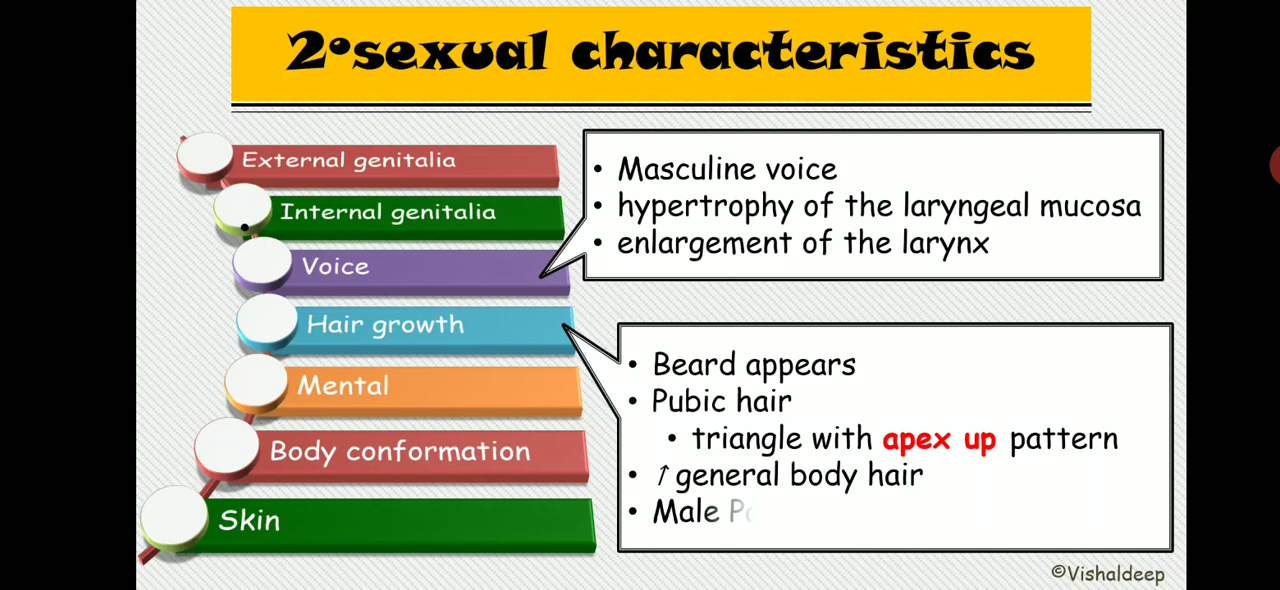 2°sexual characteristics
External genitalia
Internal genitalia
Voice
Hair growth
Mental
Body conformation
Skin
• Masculine voice
• hypertrophy of the laryngeal mucosa
• enlargement of the larynx
• Beard appears
• Pubic hair
• triangle with apex up pattern
• ↑general body hair
• Male
©Vishaldeep